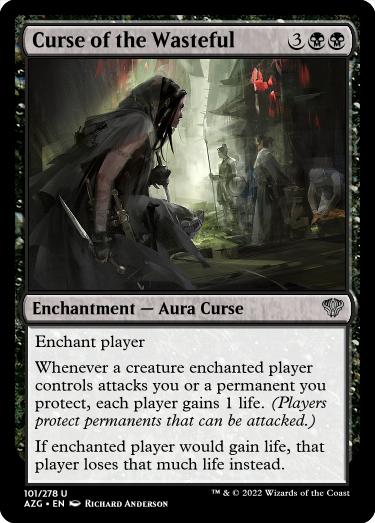 Curse of the Wasteful 3
Enchantment — Aura Curse
Enchant player
Whenever a creature enchanted player
controls attacks you or a permanent you
protect, each player gains 1 life. (Players
protect permanents that can be attacked.)
If enchanted player would gain life, that
player loses that much life instead.
101/278 U
AZG • EN Richard Anderson
™ & © 2022 Wizards of the Coast